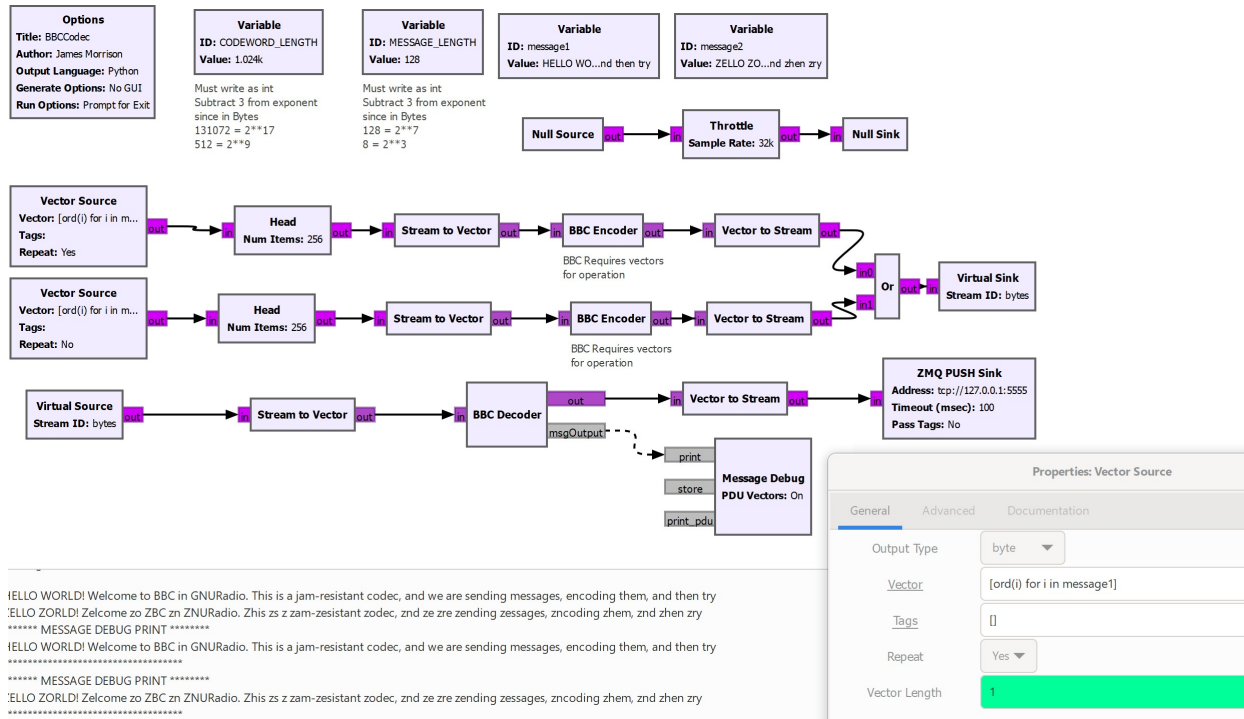 Options
Title: BBCCodec
Author: James Morrison
Output Language: Python
Generate Options: No GUI
Run Options: Prompt for Exit
Variable
ID: CODEWORD_LENGTH
Value: 1.024k
Must write as int
Subtract 3 from exponent
since in Bytes
131072 = 2**17
512 = 2**9
Variable
ID: MESSAGE_LENGTH
Value: 128
Must write as int
Subtract 3 from exponent
since in Bytes
128 = 2**7
8 = 2**3
Variable
ID: message1
Value: HELLO WO...nd then try
Variable
ID: message2
Value: ZELLO ZO...nd zhen zry
Null Source
out
in
Throttle
Sample Rate: 32k
out
in
Null Sink
Vector Source
Vector: [ord(i) for i in m...
Tags:
Repeat: Yes
out
in
Head
Num Items: 256
out
in
Stream to Vector
out
in
BBC Encoder
out
in
Vector to Stream
out
BBC Requires vectors
for operation
in0
in1
Or
out
in
Virtual Sink
Stream ID: bytes
Vector Source
Vector: [ord(i) for i in m...
Tags:
Repeat: No
out
in
Head
Num Items: 256
out
in
Stream to Vector
out
in
BBC Encoder
out
in
Vector to Stream
out
BBC Requires vectors
for operation
Virtual Source
Stream ID: bytes
out
in
Stream to Vector
out
in
BBC Decoder
out
msgOutput
in
Vector to Stream
out
in
ZMQ PUSH Sink
Address: tcp://127.0.0.1:5555
Timeout (msec): 100
Pass Tags: No
print
store
print_pdu
Message Debug
PDU Vectors: On
Properties: Vector Source
General
Advanced
Documentation
Output Type
byte
Vector
[ord(i) for i in message1]
Tags
[]
Repeat
Yes
Vector Length
1
HELLO WORLD! Welcome to BBC in GNURadio. This is a jam-resistant codec, and we are sending messages, encoding them, and then try
ZELLO ZORLD! Zelcome zo ZBC zn ZNURadio. Zhis zs z zam-zesistant zodec, znd ze zre zending zessages, zncoding zhem, znd zhen zry
****** MESSAGE DEBUG PRINT ********
HELLO WORLD! Welcome to BBC in GNURadio. This is a jam-resistant codec, and we are sending messages, encoding them, and then try
***********************************
****** MESSAGE DEBUG PRINT ********
ZELLO ZORLD! Zelcome zo ZBC zn ZNURadio. Zhis zs z zam-zesistant zodec, znd ze zre zending zessages, zncoding zhem, znd zhen zry
***********************************